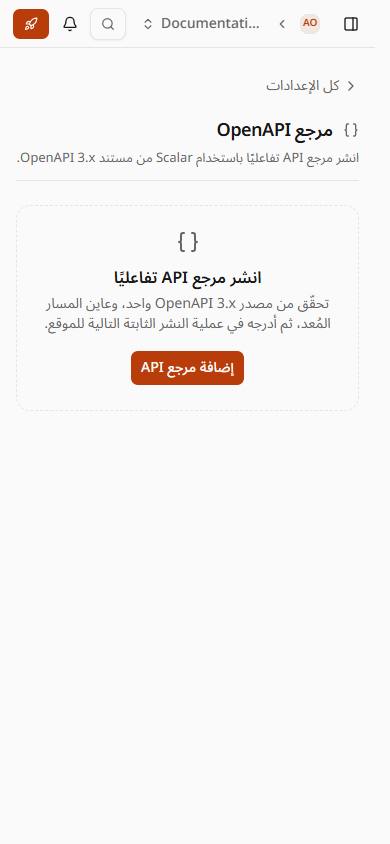 AO
Documentati...
كل الإعدادات
مرجع OpenAPI
انشر مرجع API تفاعليًا باستخدام Scalar من مستند OpenAPI 3.x.
انشر مرجع API تفاعليًا
تحقّق من مصدر OpenAPI 3.x واحد، وعاين المسار
المُعد، ثم أدرجه في عملية النشر الثابتة التالية للموقع.
إضافة مرجع API